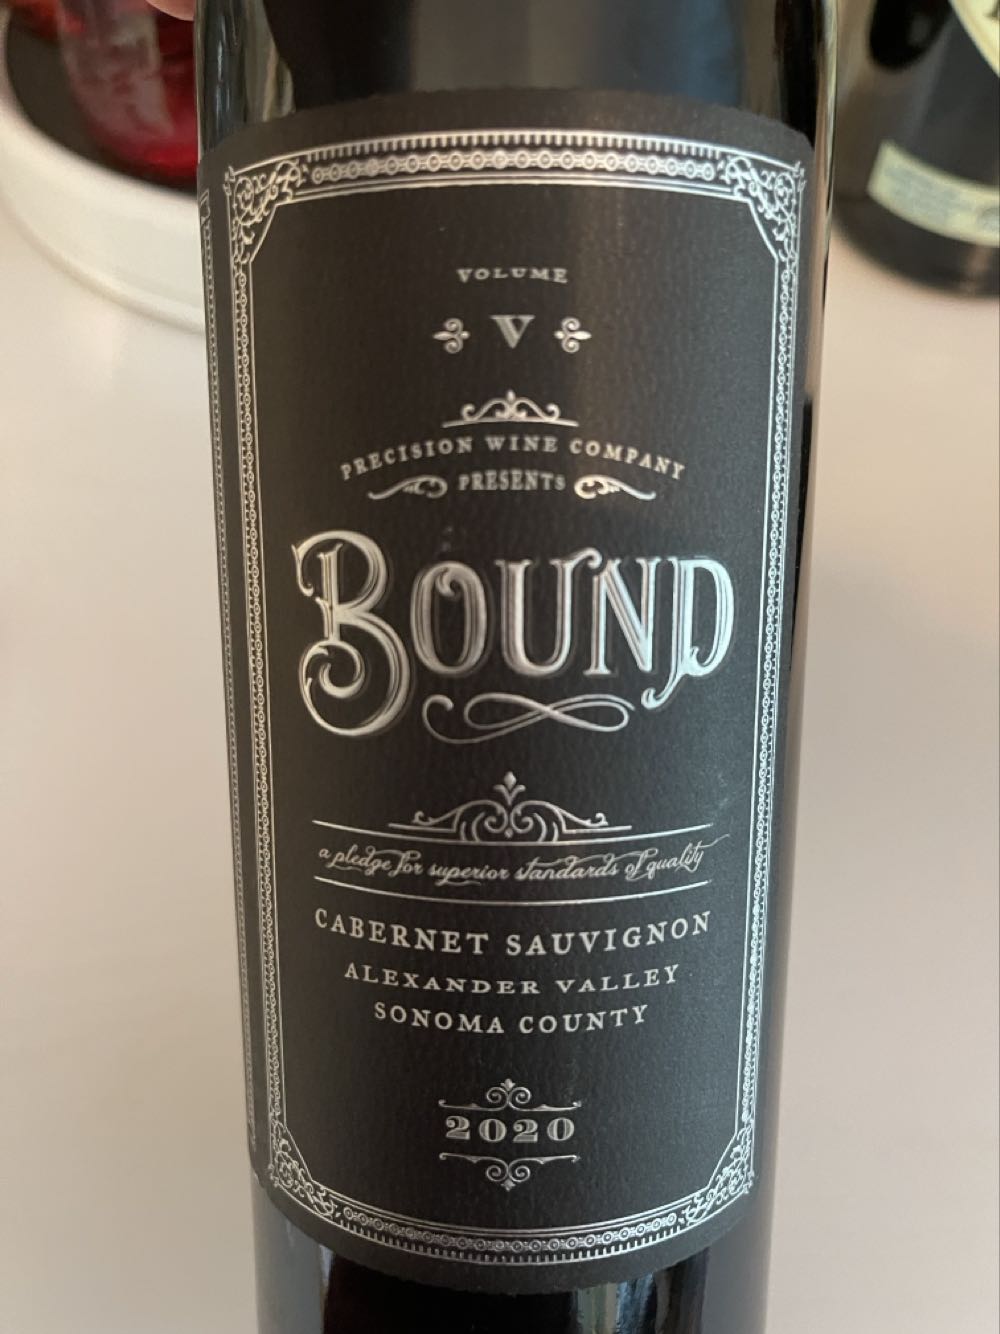 VOLUME
V
PRECISION WINE COMPANY
PRESENTS
BOUND
a pledge for superior standards of quality
CABERNET SAUVIGNON
ALEXANDER VALLEY
SONOMA COUNTY
2020